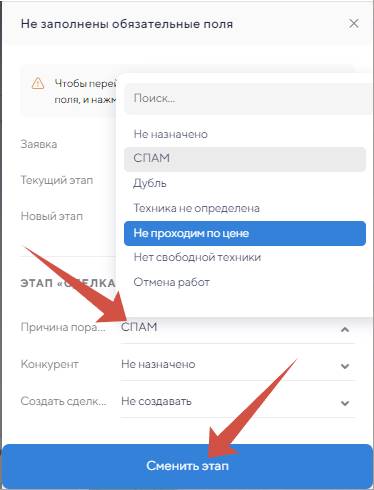 Не заполнены обязательные поля
Чтобы перей
поля, и нажм
Поиск...
Заявка
Не назначено
СПАМ
Текущий этап
Дубль
Техника не определена
Новый этап
Не проходим по цене
Нет свободной техники
ЭТАП «СДЕЛКА
Отмена работ
Причина пора... СПАМ
Конкурент Не назначено
Создать сделк... Не создавать
Сменить этап